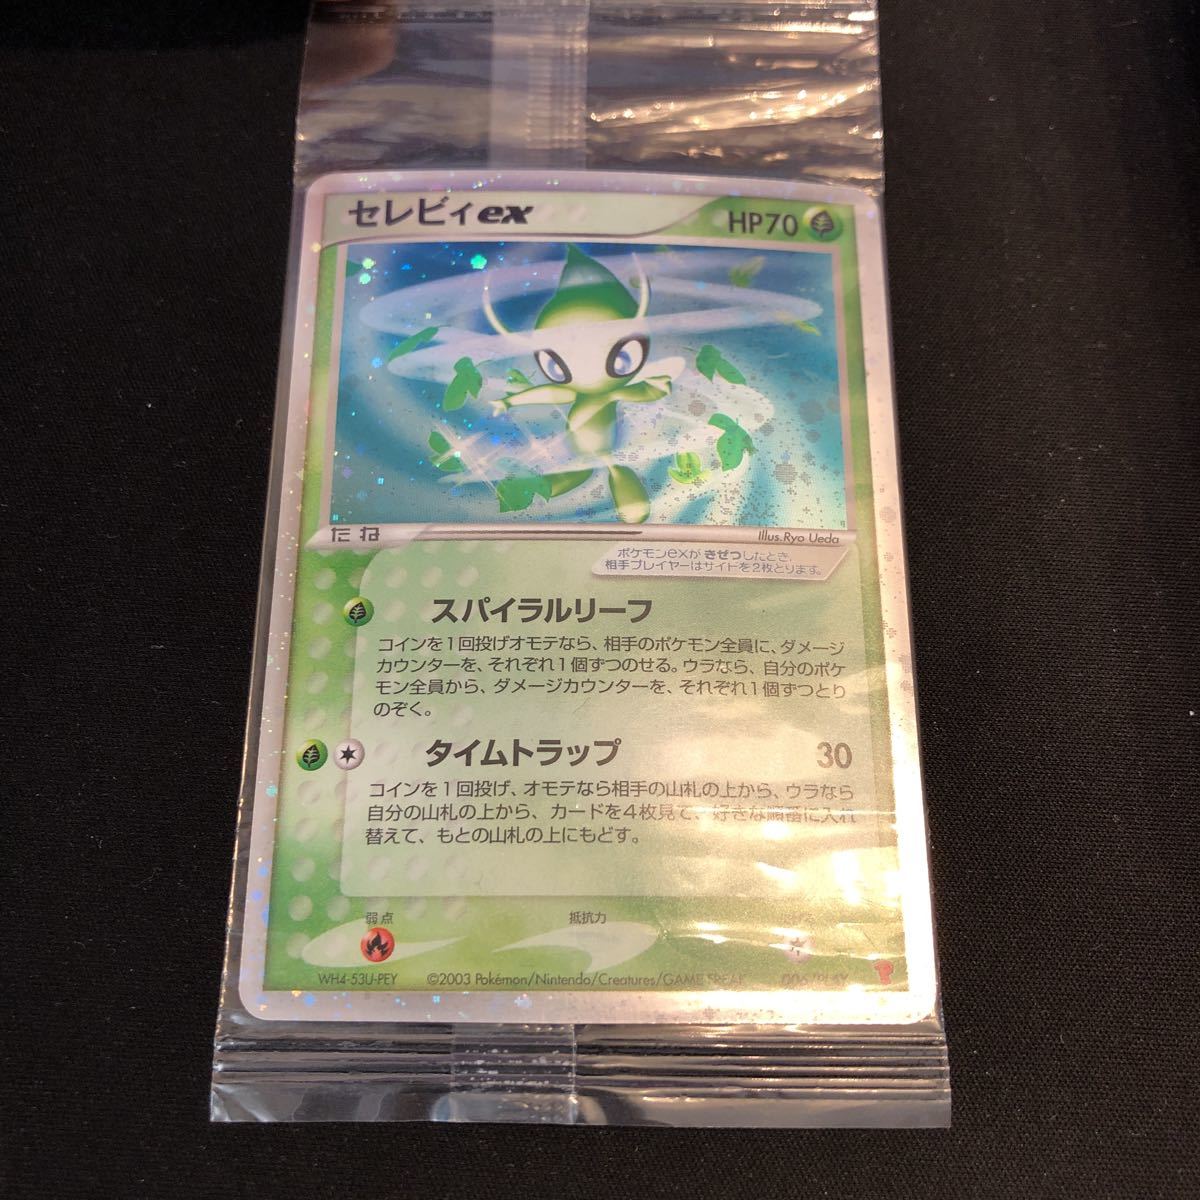 セレビィex
HP70
たね
Illus.Ryo Ueda
ポケモンexが きぜつしたとき、
相手プレイヤーはサイドを2枚とります。
スパイラルリーフ
コインを1回投げオモテなら、相手のポケモン全員に、ダメージ
カウンターを、それぞれ1個ずつのせる。ウラなら、自分のポケ
モン全員から、ダメージカウンターを、それぞれ1個ずつとり
のぞく。
タイムトラップ 30
コインを1回投げ、オモテなら相手の山札の上から、ウラなら
自分の山札の上から、カードを4枚見て、好きな順番に入れ
替えて、もとの山札の上にもどす。
弱点 抵抗力
WH4-53U-PEY ©2003 Pokémon/Nintendo/Creatures/GAME FREAK